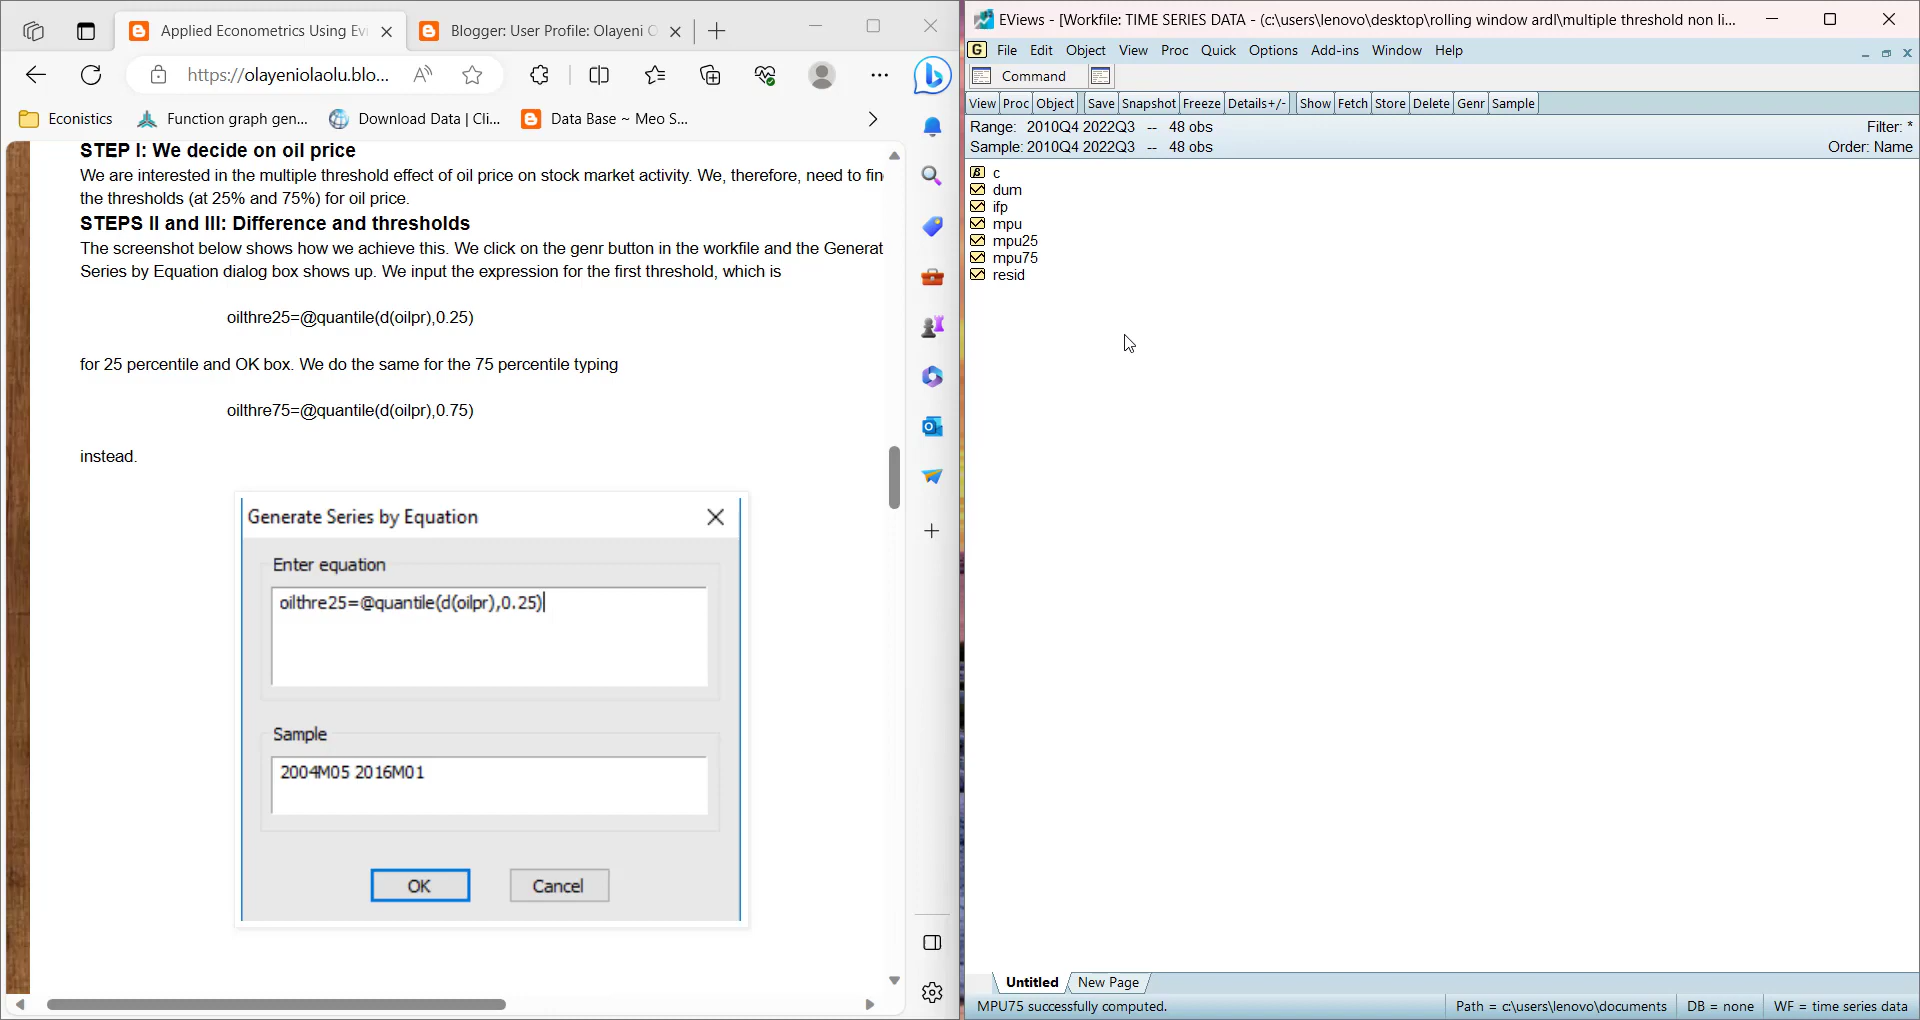 Applied Econometrics Using Ev
Blogger: User Profile: Olayeni O
https://olayeniolaolu.blo...
Econistics
Function graph gen...
Download Data | Cli...
Data Base ~ Meo S...
STEP I: We decide on oil price
We are interested in the multiple threshold effect of oil price on stock market activity. We, therefore, need to fin
the thresholds (at 25% and 75%) for oil price.
STEPS II and III: Difference and thresholds
The screenshot below shows how we achieve this. We click on the genr button in the workfile and the Generat
Series by Equation dialog box shows up. We input the expression for the first threshold, which is
oilthre25=@quantile(d(oilpr),0.25)
for 25 percentile and OK box. We do the same for the 75 percentile typing
oilthre75=@quantile(d(oilpr),0.75)
instead.
Generate Series by Equation
Enter equation
oilthre25=@quantile(d(oilpr),0.25)
Sample
2004M05 2016M01
OK Cancel
EViews - [Workfile: TIME SERIES DATA - (c:\users\lenovo\desktop\rolling window ardl\multiple threshold non li...
G File Edit Object View Proc Quick Options Add-ins Window Help
Command
View Proc Object Save Snapshot Freeze Details+/- Show Fetch Store Delete Genr Sample
Range: 2010Q4 2022Q3 -- 48 obs Filter: *
Sample: 2010Q4 2022Q3 -- 48 obs Order: Name
β c
dum
ifp
mpu
mpu25
mpu75
resid
Untitled New Page
MPU75 successfully computed. Path = c:\users\lenovo\documents DB = none WF = time series data